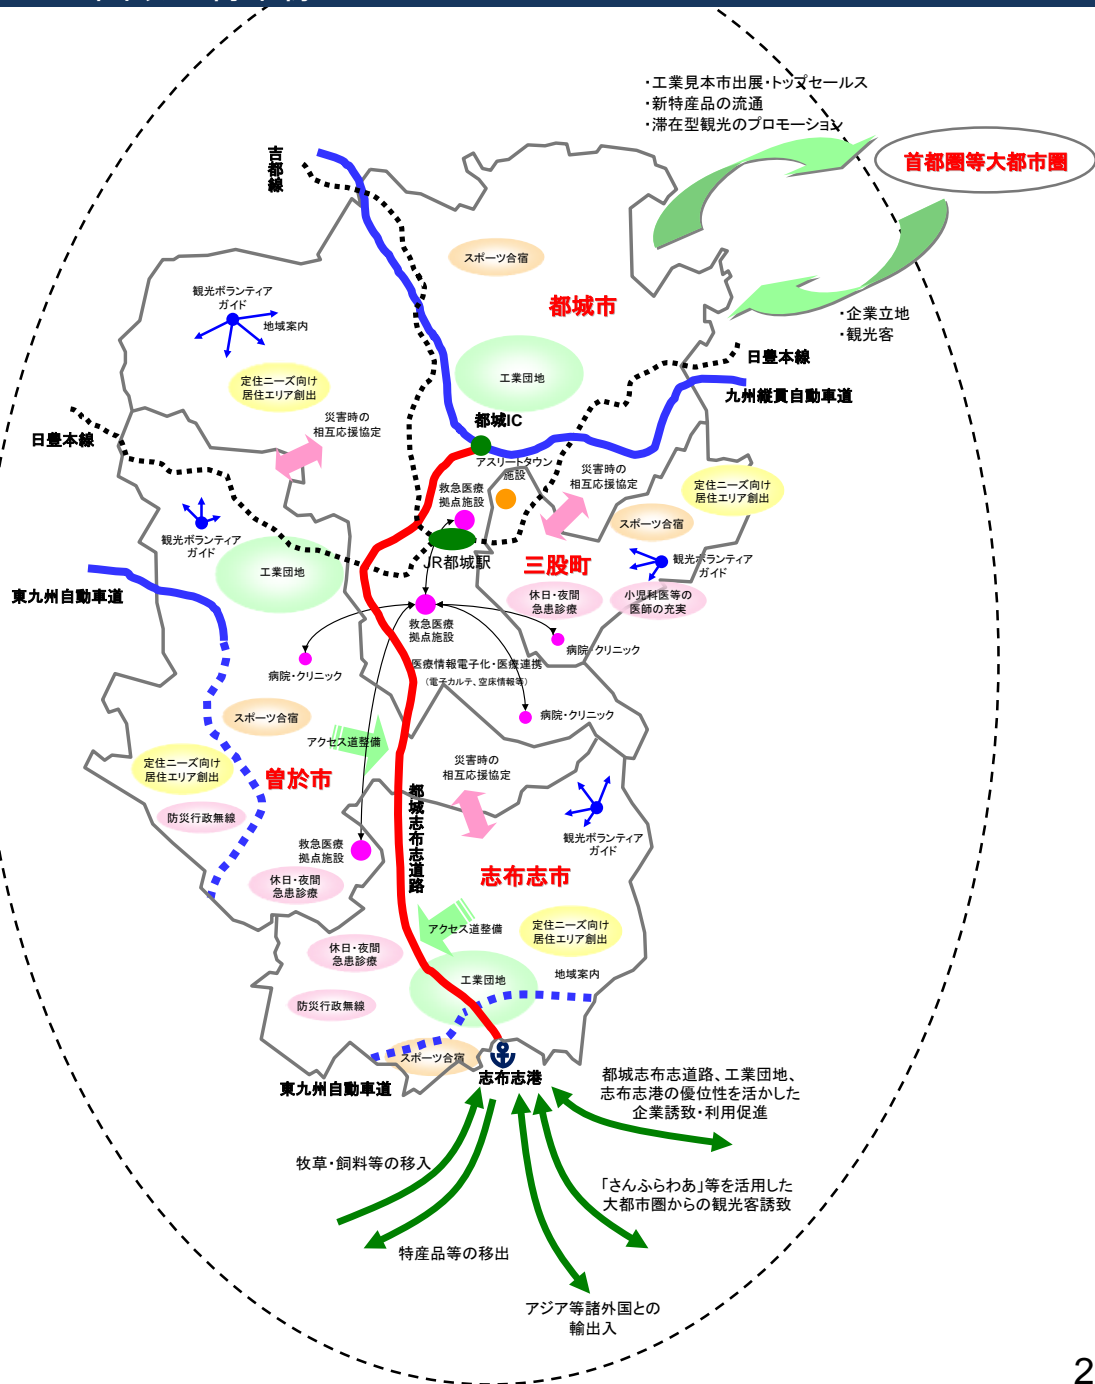 ・工業見本市出展・トップセールス
・新特産品の流通
・滞在型観光のプロモーション
首都圏等大都市圏
吉都線
スポーツ合宿
都城市
観光ボランティア
ガイド
地域案内
・企業立地
・観光客
日豊本線
工業団地
定住ニーズ向け
居住エリア創出
九州縦貫自動車道
災害時の
相互応援協定
都城IC
日豊本線
アスリートタウン
施設
災害時の
相互応援協定
定住ニーズ向け
居住エリア創出
救急医療
拠点施設
スポーツ合宿
観光ボランティア
ガイド
JR都城駅
三股町
観光ボランティア
ガイド
工業団地
東九州自動車道
休日・夜間
急患診療
小児科医等の
医師の充実
救急医療
拠点施設
病院・クリニック
医療情報電子化・医療連携
(電子カルテ、空床情報等)
病院・クリニック
病院・クリニック
スポーツ合宿
アクセス道整備
定住ニーズ向け
居住エリア創出
曽於市
災害時の
相互応援協定
都城志布志道路
防災行政無線
観光ボランティア
ガイド
救急医療
拠点施設
休日・夜間
急患診療
志布志市
アクセス道整備
定住ニーズ向け
居住エリア創出
休日・夜間
急患診療
工業団地
地域案内
防災行政無線
スポーツ合宿
志布志港
東九州自動車道
都城志布志道路、工業団地、
志布志港の優位性を活かした
企業誘致・利用促進
牧草・飼料等の移入
「さんふらわあ」等を活用した
大都市圏からの観光客誘致
特産品等の移出
アジア等諸外国との
輸出入
2